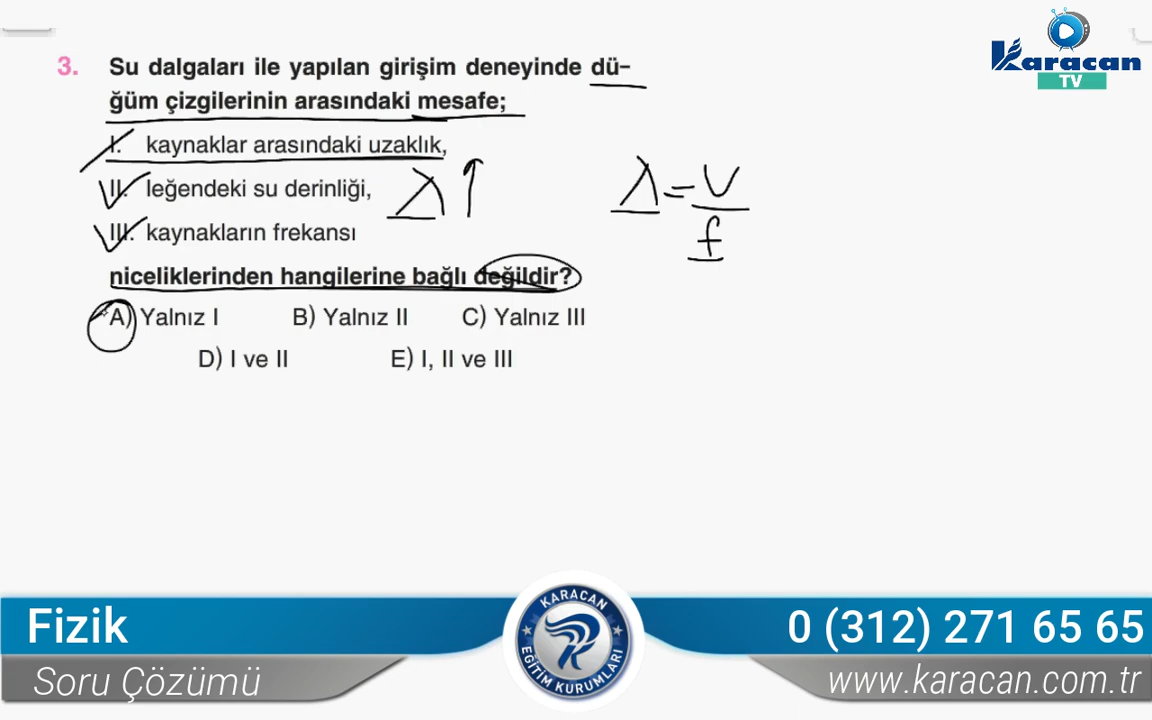 Karacan
TV
3. Su dalgaları ile yapılan girişim deneyinde dü-
ğüm çizgilerinin arasındaki mesafe;
I. kaynaklar arasındaki uzaklık,
II. leğendeki su derinliği,
III. kaynakların frekansı
niceliklerinden hangilerine bağlı değildir?
A) Yalnız I B) Yalnız II C) Yalnız III
D) I ve II E) I, II ve III
λ ↑
λ = v
f
Fizik
Soru Çözümü
KARACAN
EĞİTİM KURUMLARI
0 (312) 271 65 65
www.karacan.com.tr